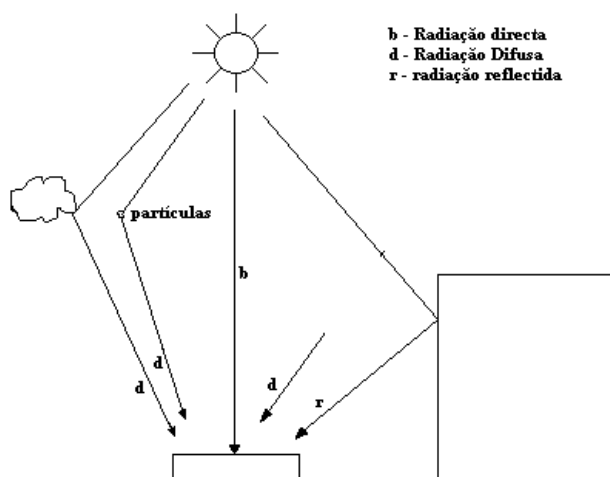 b - Radiação directa
d - Radiação Difusa
r - radiação reflectida
partículas
b
d
d
d
r